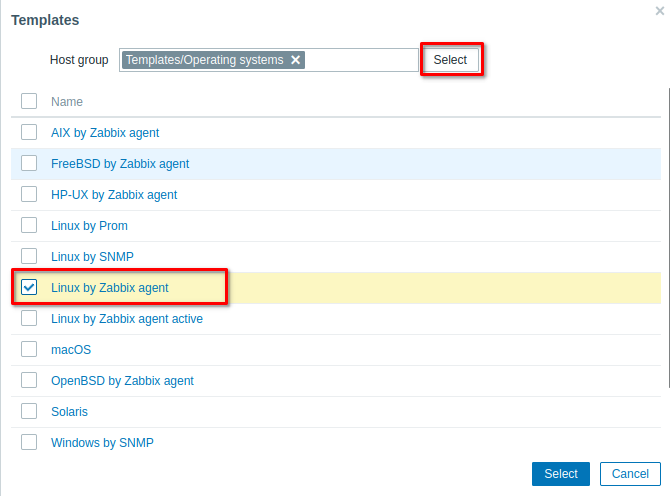 Templates
Host group Templates/Operating systems Select
Name
AIX by Zabbix agent
FreeBSD by Zabbix agent
HP-UX by Zabbix agent
Linux by Prom
Linux by SNMP
Linux by Zabbix agent
Linux by Zabbix agent active
macOS
OpenBSD by Zabbix agent
Solaris
Windows by SNMP
Select Cancel